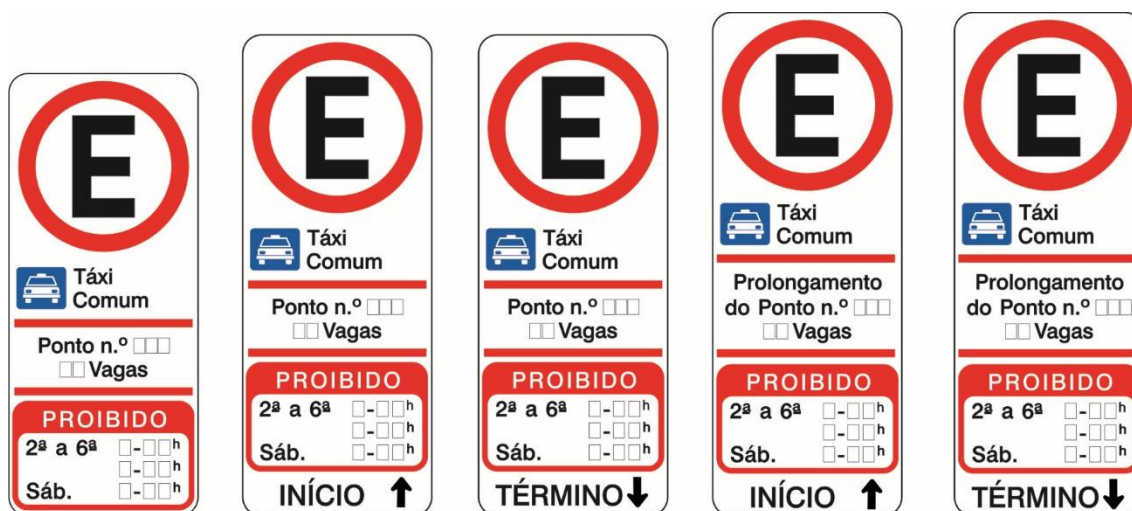 E
Táxi
Comum
Ponto n.º □□□
□□ Vagas
PROIBIDO
2ª a 6ª □-□□h
□-□□h
Sáb. □-□□h
E
Táxi
Comum
Ponto n.º □□□
□□ Vagas
PROIBIDO
2ª a 6ª □-□□h
□-□□h
Sáb. □-□□h
INÍCIO ↑
E
Táxi
Comum
Ponto n.º □□□
□□ Vagas
PROIBIDO
2ª a 6ª □-□□h
□-□□h
Sáb. □-□□h
TÉRMINO ↓
E
Táxi
Comum
Prolongamento
do Ponto n.º □□□
□□ Vagas
PROIBIDO
2ª a 6ª □-□□h
□-□□h
Sáb. □-□□h
INÍCIO ↑
E
Táxi
Comum
Prolongamento
do Ponto n.º □□□
□□ Vagas
PROIBIDO
2ª a 6ª □-□□h
□-□□h
Sáb. □-□□h
TÉRMINO ↓